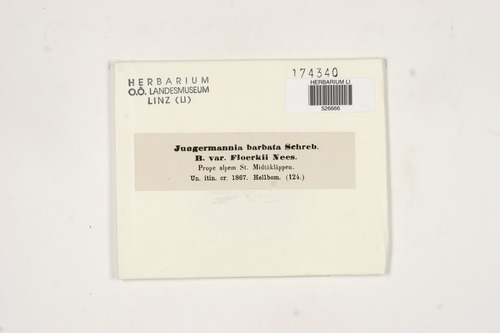 HERBARIUM
O.Ö. LANDESMUSEUM
LINZ (LI)
174340
HERBARIUM LI
526666
Jungermannia barbata Schreb.
B. var. Floerkii Nees.
Prope alpem St. Midtåkläppen.
Un. itin. cr. 1867. Hellbom. (124.)